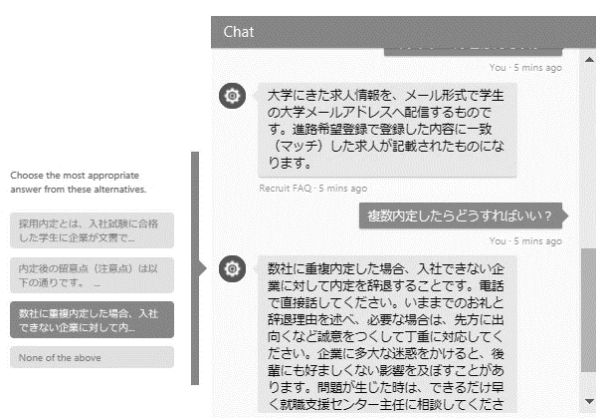 Chat
You · 5 mins ago
大学にきた求人情報を、メール形式で学生
の大学メールアドレスへ配信するもので
す。進路希望登録で登録した内容に一致
（マッチ）した求人が記載されたものにな
ります。
Recruit FAQ · 5 mins ago
複数内定したらどうすればいい？
You · 5 mins ago
数社に重複内定した場合、入社できない企
業に対して内定を辞退することです。電話
で直接話してください。いままでのお礼と
辞退理由を述べ、必要な場合は、先方に出
向くなど誠意をつくして丁重に対応してく
ださい。企業に多大な迷惑をかけると、後
輩にも好ましくない影響を及ぼすことがあ
ります。問題が生じた時は、できるだけ早
く就職支援センター主任に相談してくださ
Choose the most appropriate
answer from these alternatives.
採用内定とは、入社試験に合格
した学生に企業が文書で...
内定後の留意点（注意点）は以
下の通りです。 ...
数社に重複内定した場合、入社
できない企業に対して内...
None of the above